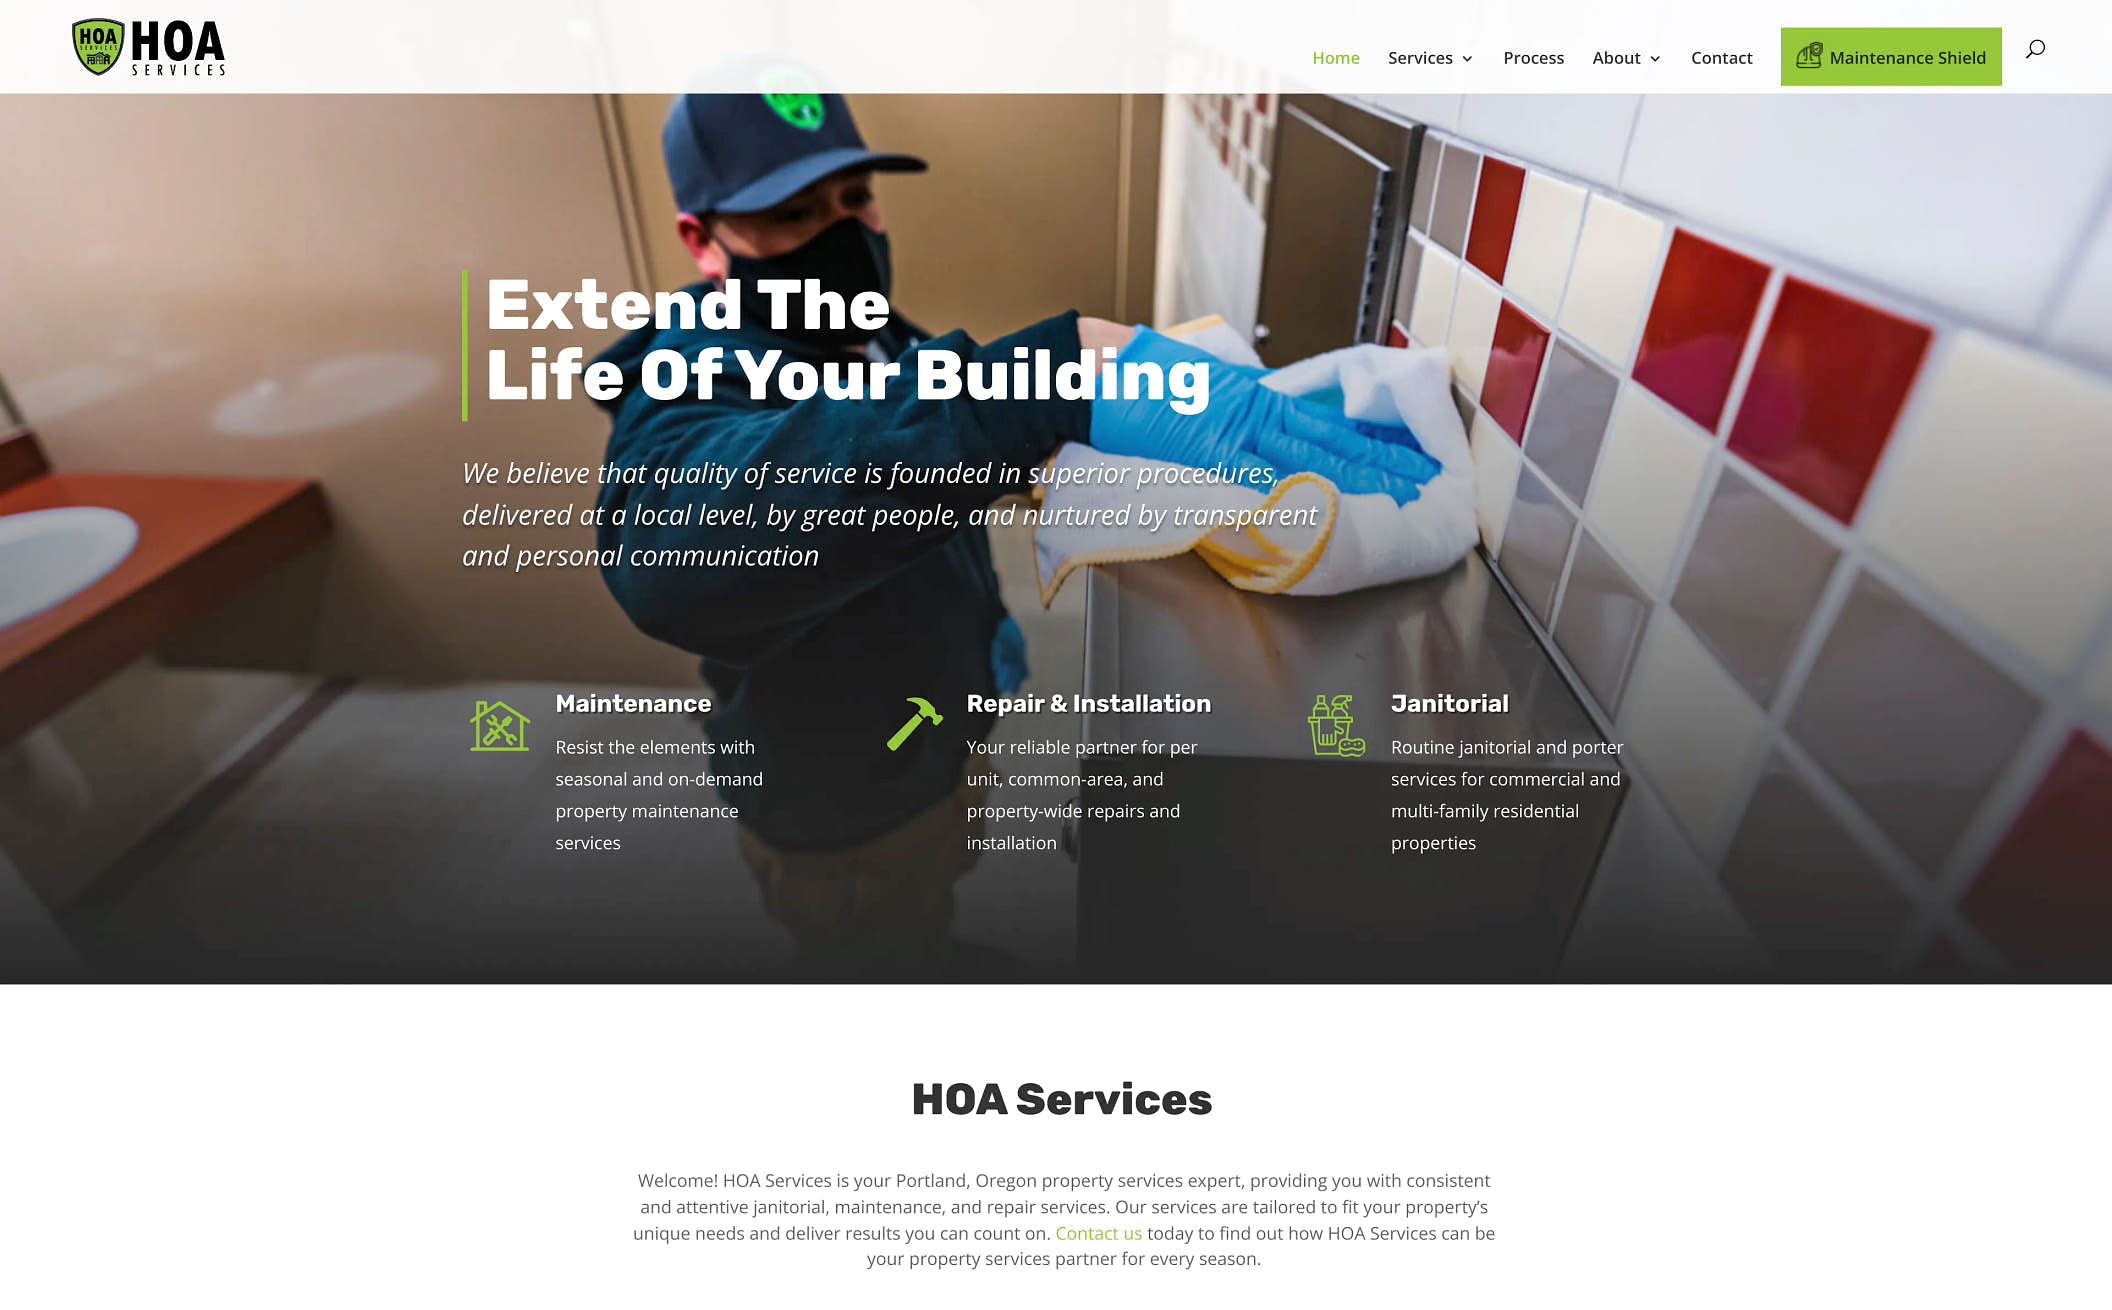 HOA
SERVICES
HOA
SERVICES
Home
Services
Process
About
Contact
Maintenance Shield
Extend The
Life Of Your Building
We believe that quality of service is founded in superior procedures,
delivered at a local level, by great people, and nurtured by transparent
and personal communication
Maintenance
Resist the elements with
seasonal and on-demand
property maintenance
services
Repair & Installation
Your reliable partner for per
unit, common-area, and
property-wide repairs and
installation
Janitorial
Routine janitorial and porter
services for commercial and
multi-family residential
properties
HOA Services
Welcome! HOA Services is your Portland, Oregon property services expert, providing you with consistent
and attentive janitorial, maintenance, and repair services. Our services are tailored to fit your property’s
unique needs and deliver results you can count on. Contact us today to find out how HOA Services can be
your property services partner for every season.